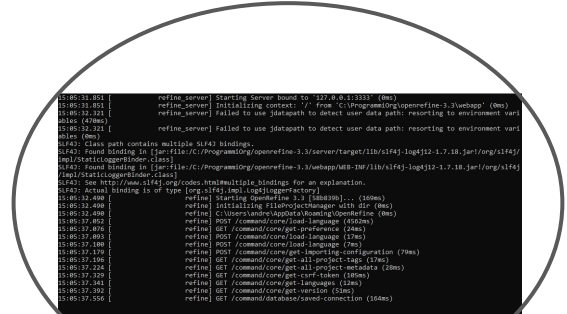 15:05:31.851 [ refine_server] Starting Server bound to '127.0.0.1:3333' (0ms)
15:05:31.851 [ refine_server] Initializing context: '/' from 'C:\ProgrammiOrg\openrefine-3.3\webapp' (0ms)
15:05:32.321 [ refine_server] Failed to use jdatapath to detect user data path: resorting to environment vari
ables (470ms)
15:05:32.321 [ refine_server] Failed to use jdatapath to detect user data path: resorting to environment vari
ables (0ms)
SLF4J: Class path contains multiple SLF4J bindings.
SLF4J: Found binding in [jar:file:/C:/ProgrammiOrg/openrefine-3.3/server/target/lib/slf4j-log4j12-1.7.18.jar!/org/slf4j/
impl/StaticLoggerBinder.class]
SLF4J: Found binding in [jar:file:/C:/ProgrammiOrg/openrefine-3.3/webapp/WEB-INF/lib/slf4j-log4j12-1.7.18.jar!/org/slf4j
/impl/StaticLoggerBinder.class]
SLF4J: See http://www.slf4j.org/codes.html#multiple_bindings for an explanation.
SLF4J: Actual binding is of type [org.slf4j.impl.Log4jLoggerFactory]
15:05:32.490 [ refine] Starting OpenRefine 3.3 [58b839b]... (169ms)
15:05:32.490 [ refine] initializing FileProjectManager with dir (0ms)
15:05:32.490 [ refine] C:\Users\andre\AppData\Roaming\OpenRefine (0ms)
15:05:37.052 [ refine] POST /command/core/load-language (4562ms)
15:05:37.076 [ refine] GET /command/core/get-preference (24ms)
15:05:37.093 [ refine] POST /command/core/load-language (17ms)
15:05:37.100 [ refine] POST /command/core/load-language (7ms)
15:05:37.179 [ refine] GET /command/core/get-importing-configuration (79ms)
15:05:37.196 [ refine] GET /command/core/get-all-project-tags (17ms)
15:05:37.224 [ refine] GET /command/core/get-all-project-metadata (28ms)
15:05:37.329 [ refine] GET /command/core/get-csrf-token (105ms)
15:05:37.341 [ refine] GET /command/core/get-languages (12ms)
15:05:37.392 [ refine] GET /command/core/get-version (51ms)
15:05:37.556 [ refine] GET /command/database/saved-connection (164ms)